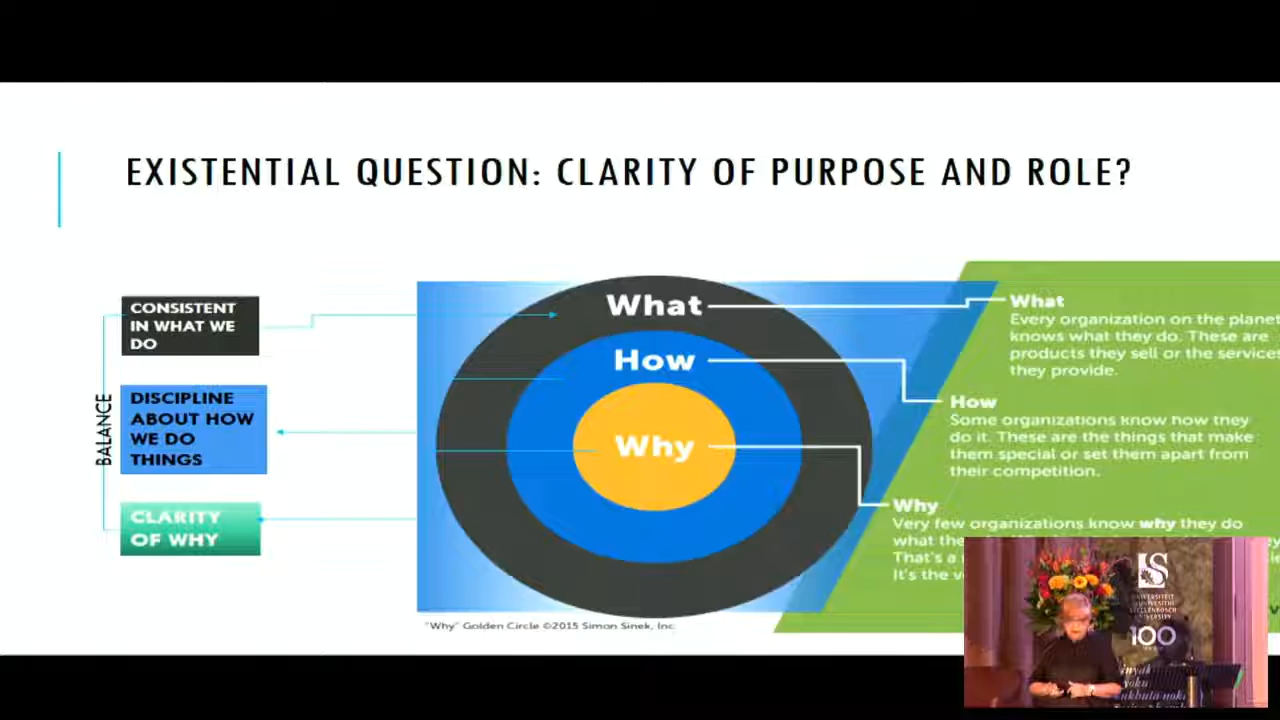 EXISTENTIAL QUESTION: CLARITY OF PURPOSE AND ROLE?
BALANCE
CONSISTENT
IN WHAT WE
DO
DISCIPLINE
ABOUT HOW
WE DO
THINGS
CLARITY
OF WHY
What
How
Why
What
Every organization on the planet
knows what they do. These are
products they sell or the services
they provide.
How
Some organizations know how they
do it. These are the things that make
them special or set them apart from
their competition.
Why
Very few organizations know why they do
what
That's a
It's the
"Why" Golden Circle ©2015 Simon Sinek, Inc.
UNIVERSITEIT
STELLENBOSCH
UNIVERSITY
100